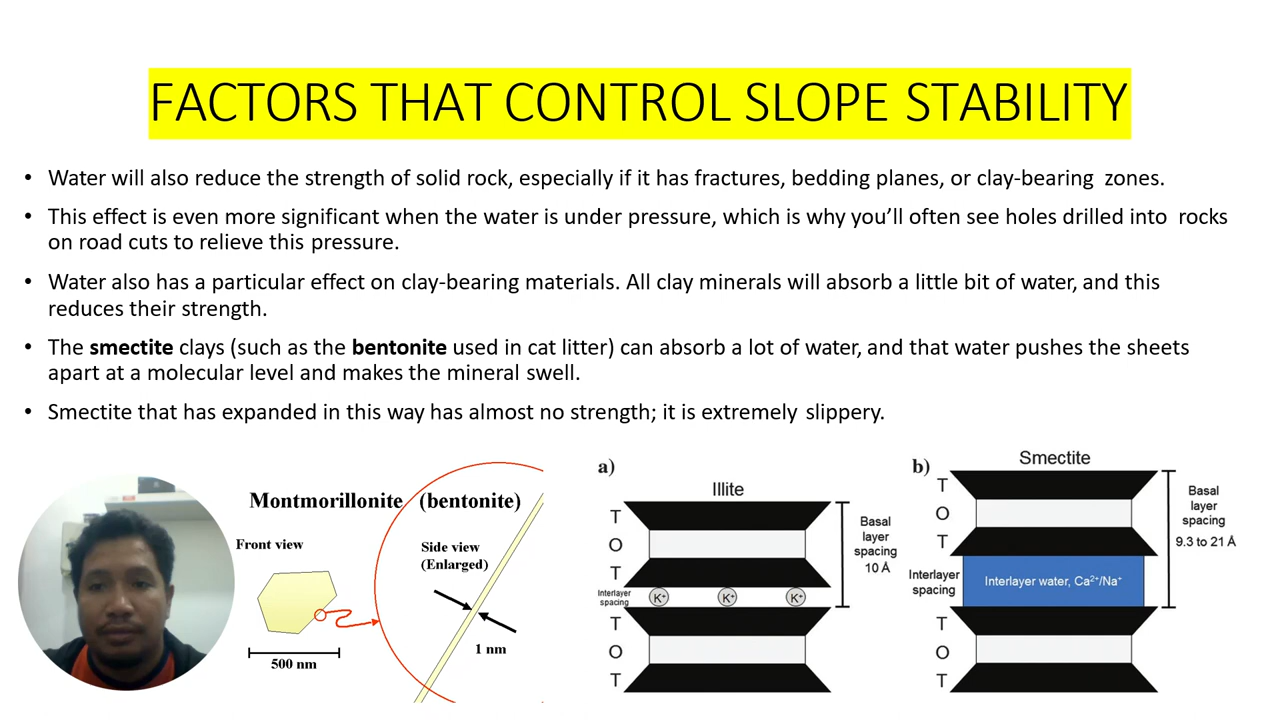 FACTORS THAT CONTROL SLOPE STABILITY
• Water will also reduce the strength of solid rock, especially if it has fractures, bedding planes, or clay-bearing zones.
• This effect is even more significant when the water is under pressure, which is why you’ll often see holes drilled into rocks
on road cuts to relieve this pressure.
• Water also has a particular effect on clay-bearing materials. All clay minerals will absorb a little bit of water, and this
reduces their strength.
• The smectite clays (such as the bentonite used in cat litter) can absorb a lot of water, and that water pushes the sheets
apart at a molecular level and makes the mineral swell.
• Smectite that has expanded in this way has almost no strength; it is extremely slippery.
Montmorillonite (bentonite)
Front view
500 nm
Side view
(Enlarged)
1 nm
a)
Illite
T
O
T
Interlayer
spacing
K⁺ K⁺ K⁺
T
O
T
Basal
layer
spacing
10 Å
b)
Smectite
T
O
T
Interlayer
spacing
Interlayer water, Ca²⁺/Na⁺
T
O
T
Basal
layer
spacing
9.3 to 21 Å